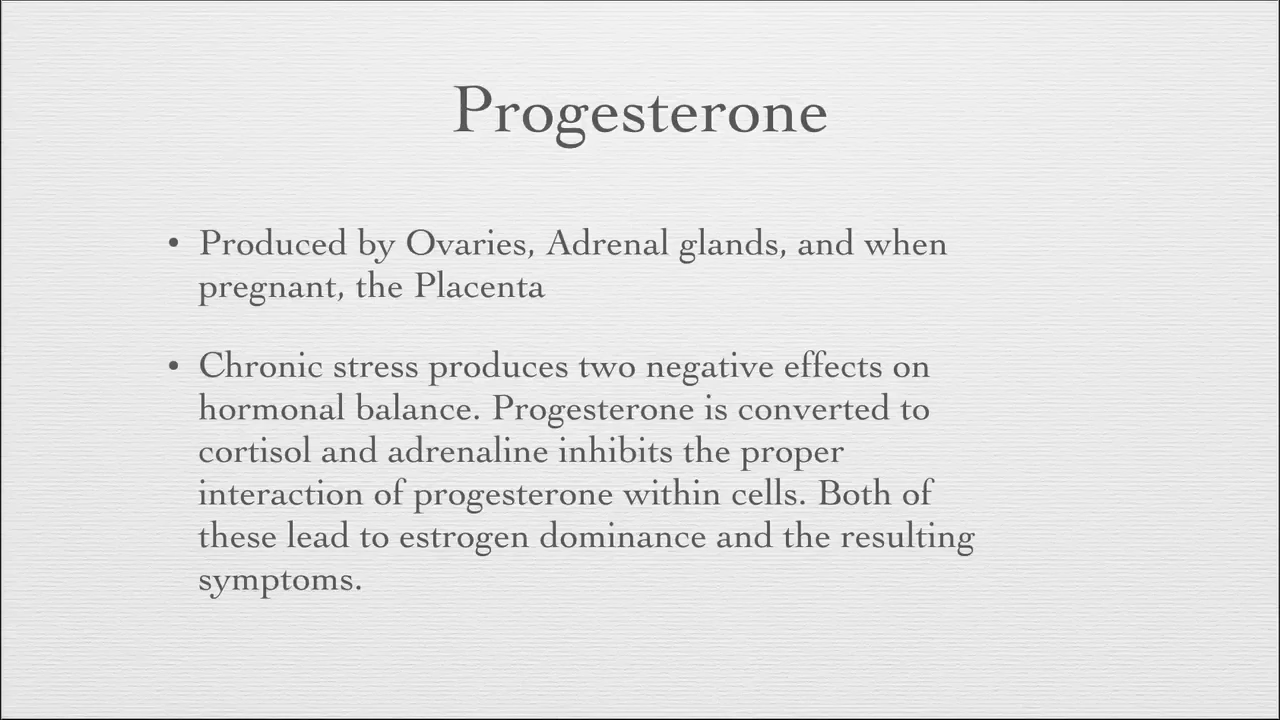 Progesterone
• Produced by Ovaries, Adrenal glands, and when
pregnant, the Placenta
• Chronic stress produces two negative effects on
hormonal balance. Progesterone is converted to
cortisol and adrenaline inhibits the proper
interaction of progesterone within cells. Both of
these lead to estrogen dominance and the resulting
symptoms.